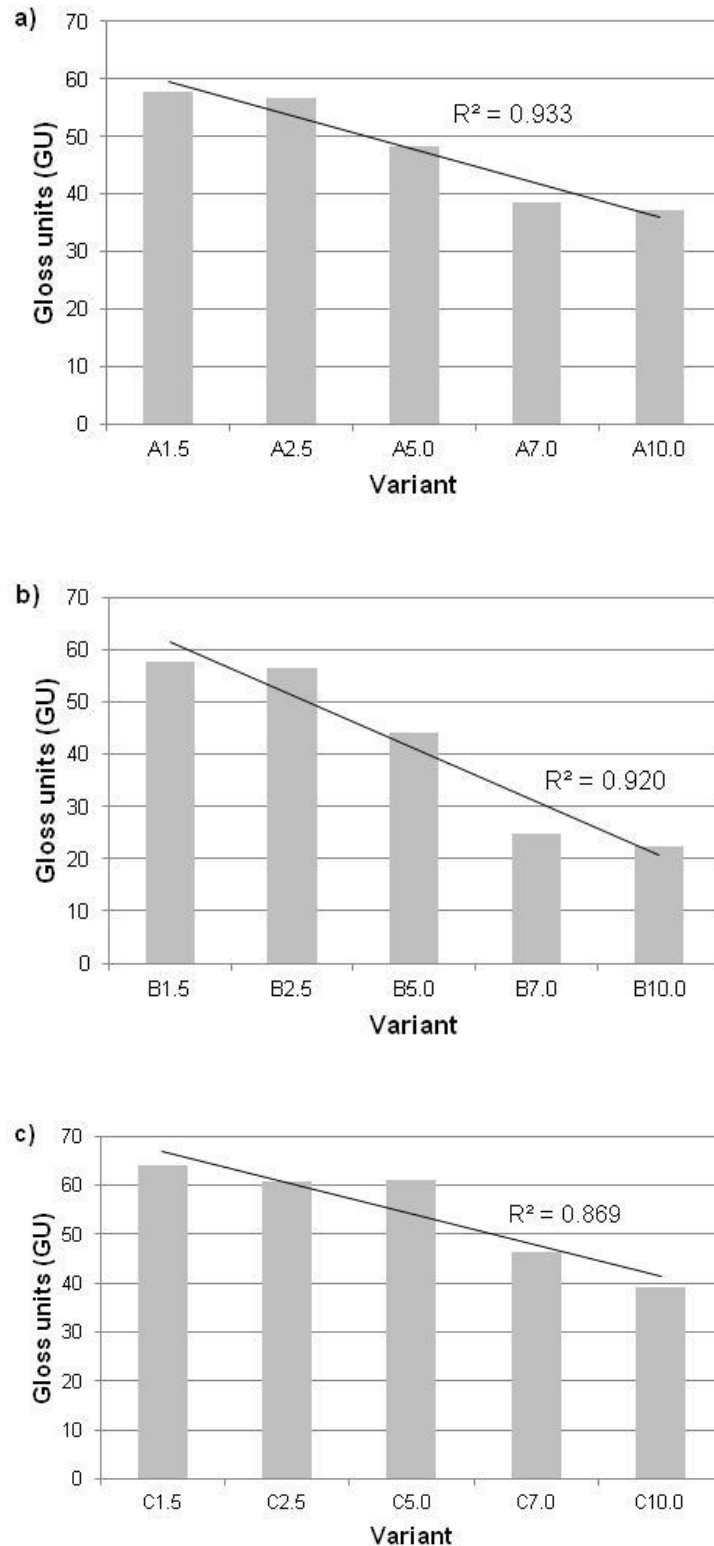 a)
70
60
50
40
30
20
10
0
Gloss units (GU)
R² = 0.933
A1.5 A2.5 A5.0 A7.0 A10.0
Variant
b)
70
60
50
40
30
20
10
0
Gloss units (GU)
R² = 0.920
B1.5 B2.5 B5.0 B7.0 B10.0
Variant
c)
70
60
50
40
30
20
10
0
Gloss units (GU)
R² = 0.869
C1.5 C2.5 C5.0 C7.0 C10.0
Variant